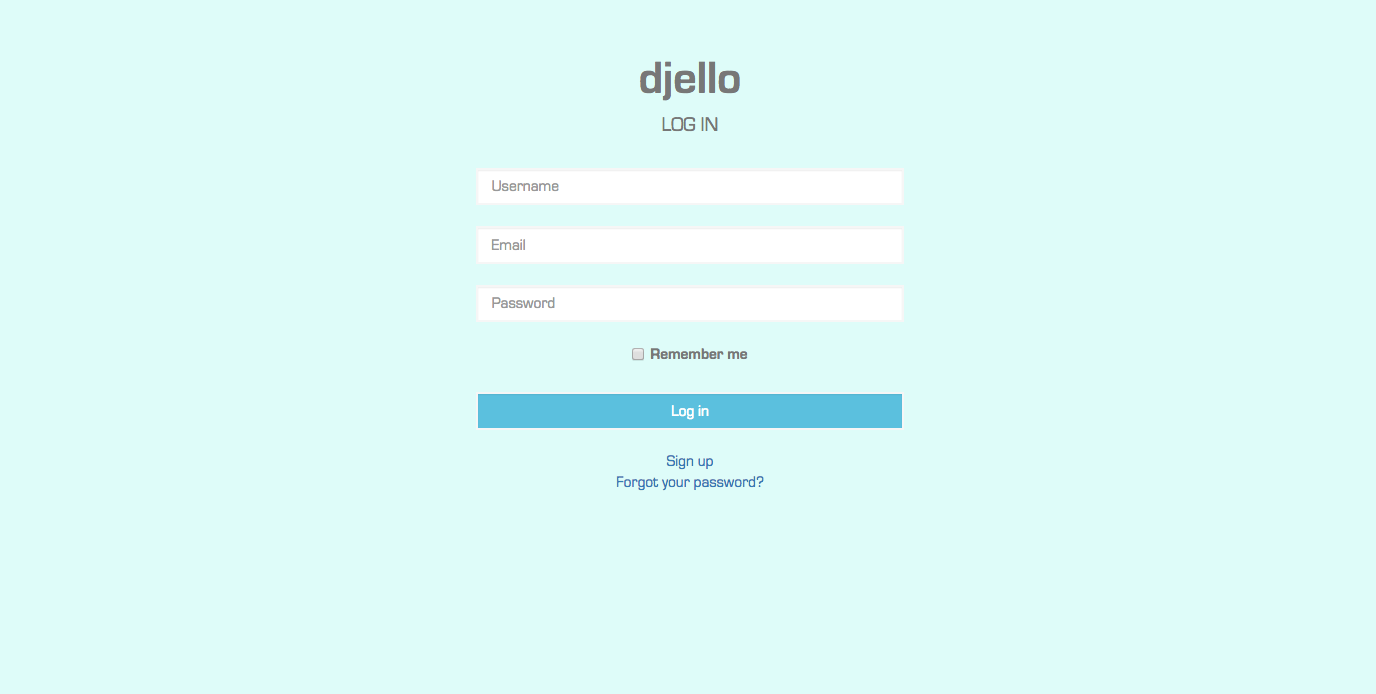 djello
LOG IN
Username
Email
Password
Remember me
Log in
Sign up
Forgot your password?